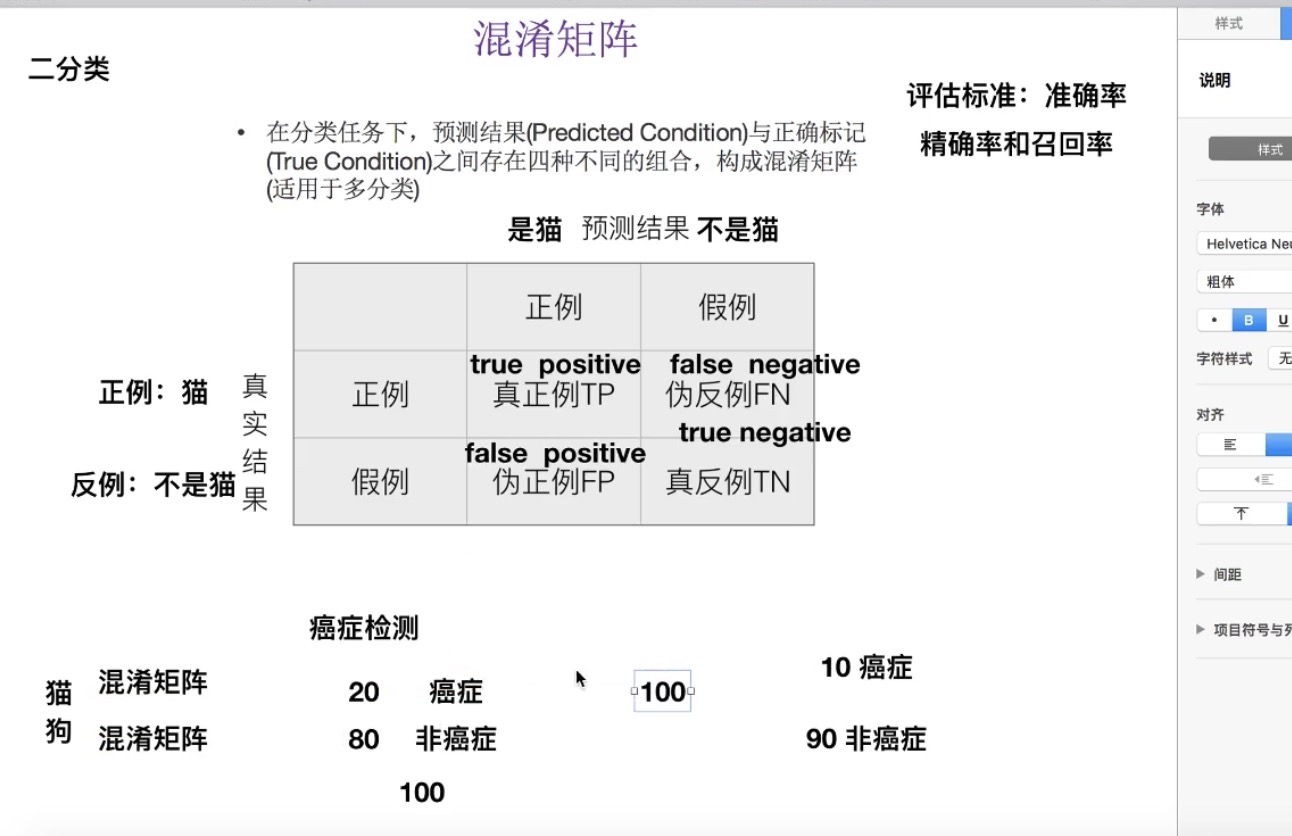 混淆矩阵
样式
二分类
说明
评估标准：准确率
精确率和召回率
• 在分类任务下，预测结果(Predicted Condition)与正确标记
(True Condition)之间存在四种不同的组合，构成混淆矩阵
(适用于多分类)
样式
字体
是猫 预测结果 不是猫
Helvetica Neu
粗体
正例 假例
B U
字符样式 无
true positive false negative
正例：猫 真实结果 正例 真正例TP 伪反例FN
对齐
true negative
false positive
反例：不是猫 假例 伪正例FP 真反例TN
间距
癌症检测
项目符号与列
猫狗
混淆矩阵 20 癌症 100 10 癌症
混淆矩阵 80 非癌症 90 非癌症
100